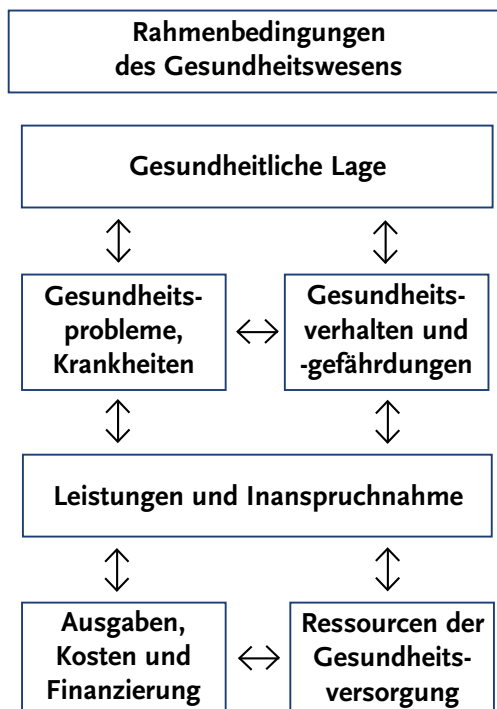 Rahmenbedingungen
des Gesundheitswesens
Gesundheitliche Lage
Gesundheits-
probleme,
Krankheiten
Gesundheits-
verhalten und
-gefährdungen
Leistungen und Inanspruchnahme
Ausgaben,
Kosten und
Finanzierung
Ressourcen der
Gesundheits-
versorgung